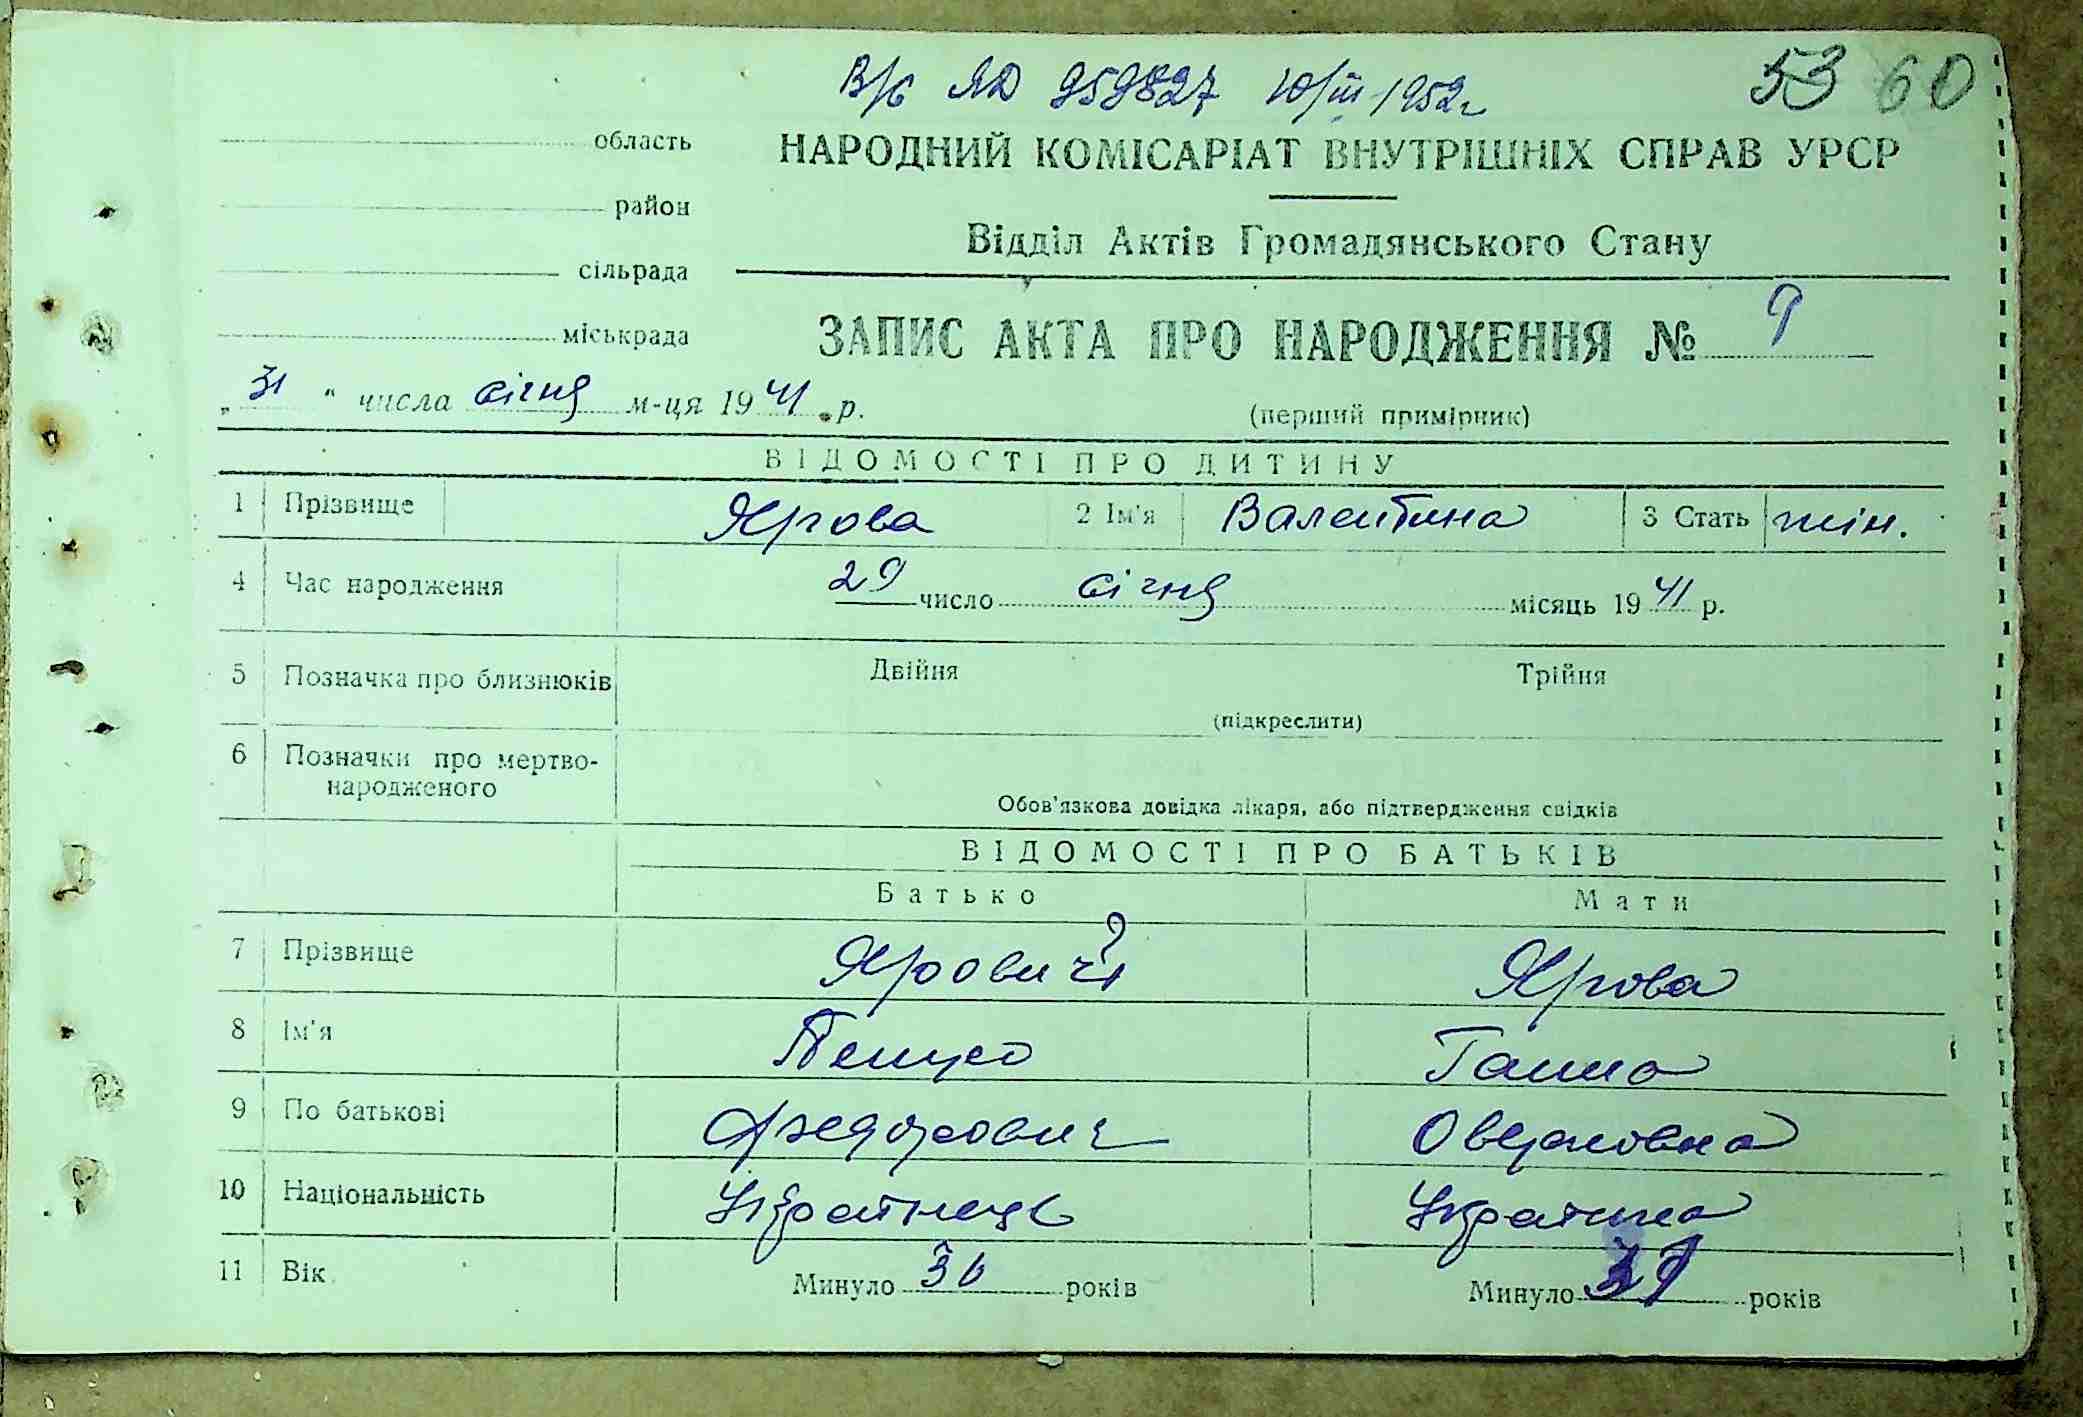 В/с ЯД 959827 10/III-1952г
53 60
область
район
сільрада
міськрада
НАРОДНИЙ КОМІСАРІАТ ВНУТРІШНІХ СПРАВ УРСР
Відділ Актів Громадянського Стану
ЗАПИС АКТА ПРО НАРОДЖЕННЯ № 9
„ 31 " числа січня м-ця 1941 р.
(перший примірник)
ВІДОМОСТІ ПРО ДИТИНУ
1 Прізвище Ярова 2 Ім'я Валентина 3 Стать жін.
4 Час народження 29 число січня місяць 1941 р.
5 Позначка про близнюків Двійня Трійня
(підкреслити)
6 Позначки про мертво-
народженого
Обов'язкова довідка лікаря, або підтвердження свідків
ВІДОМОСТІ ПРО БАТЬКІВ
Батько Мати
7 Прізвище Яровий Ярова
8 Ім'я Ганна
9 По батькові Федорович
10 Національність Українець Українка
11 Вік Минуло 36 років Минуло років